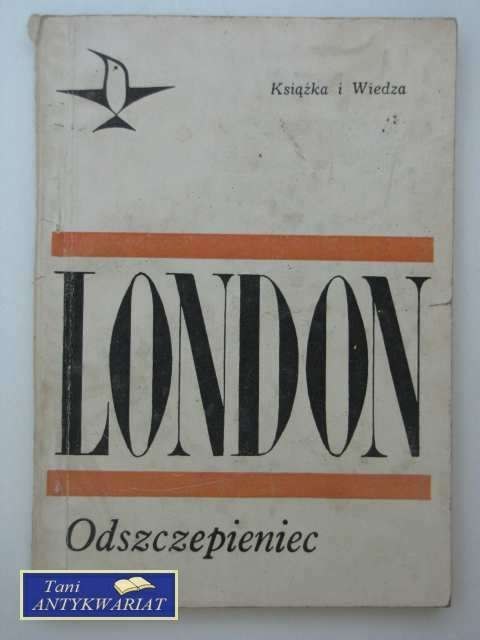 Książka i Wiedza
LONDON
Odszczepieniec
Tani
ANTYKWARIAT